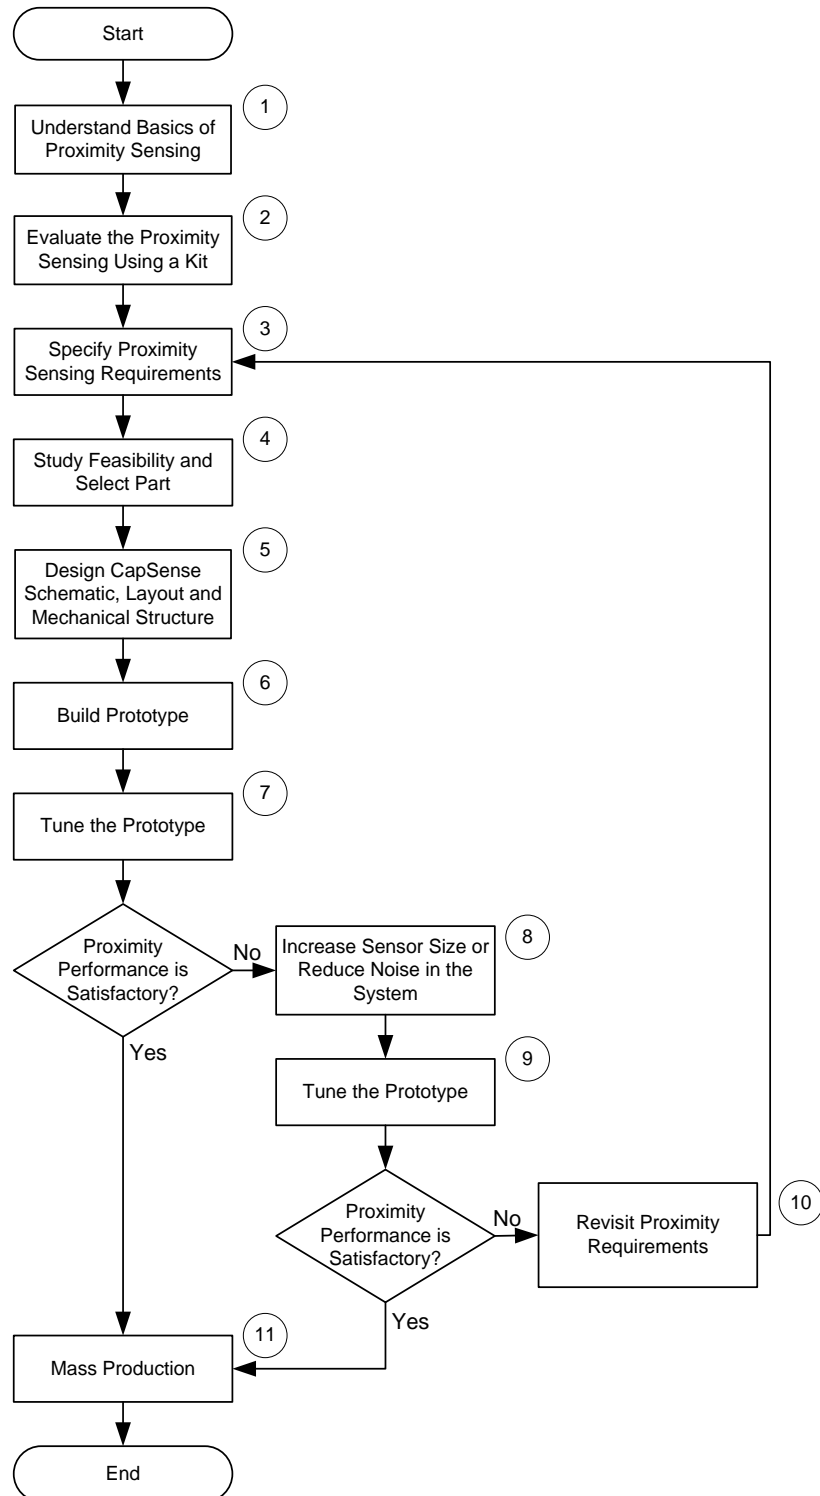 Start
1
Understand Basics of
Proximity Sensing
2
Evaluate the Proximity
Sensing Using a Kit
3
Specify Proximity
Sensing Requirements
4
Study Feasibility and
Select Part
5
Design CapSense
Schematic, Layout and
Mechanical Structure
6
Build Prototype
7
Tune the Prototype
Proximity
Performance is
Satisfactory?
No
Yes
8
Increase Sensor Size or
Reduce Noise in the
System
9
Tune the Prototype
Proximity
Performance is
Satisfactory?
No
Yes
10
Revisit Proximity
Requirements
11
Mass Production
End